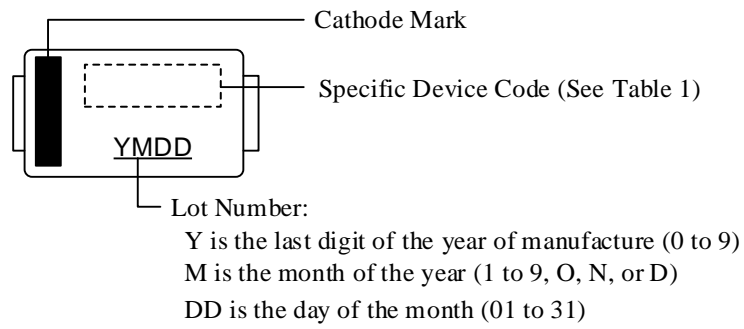 Cathode Mark
Specific Device Code (See Table 1)
YMDD
Lot Number:
Y is the last digit of the year of manufacture (0 to 9)
M is the month of the year (1 to 9, O, N, or D)
DD is the day of the month (01 to 31)